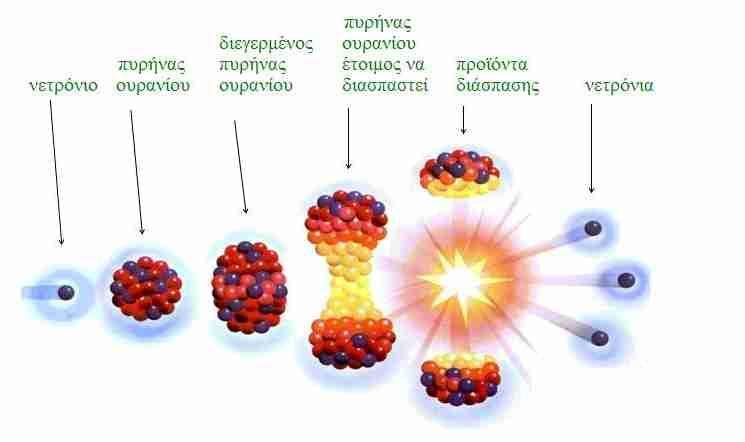 νετρόνιο
πυρήνας
ουρανίου
διεγερμένος
πυρήνας
ουρανίου
πυρήνας
ουρανίου
έτοιμος να
διασπαστεί
προϊόντα
διάσπασης
νετρόνια